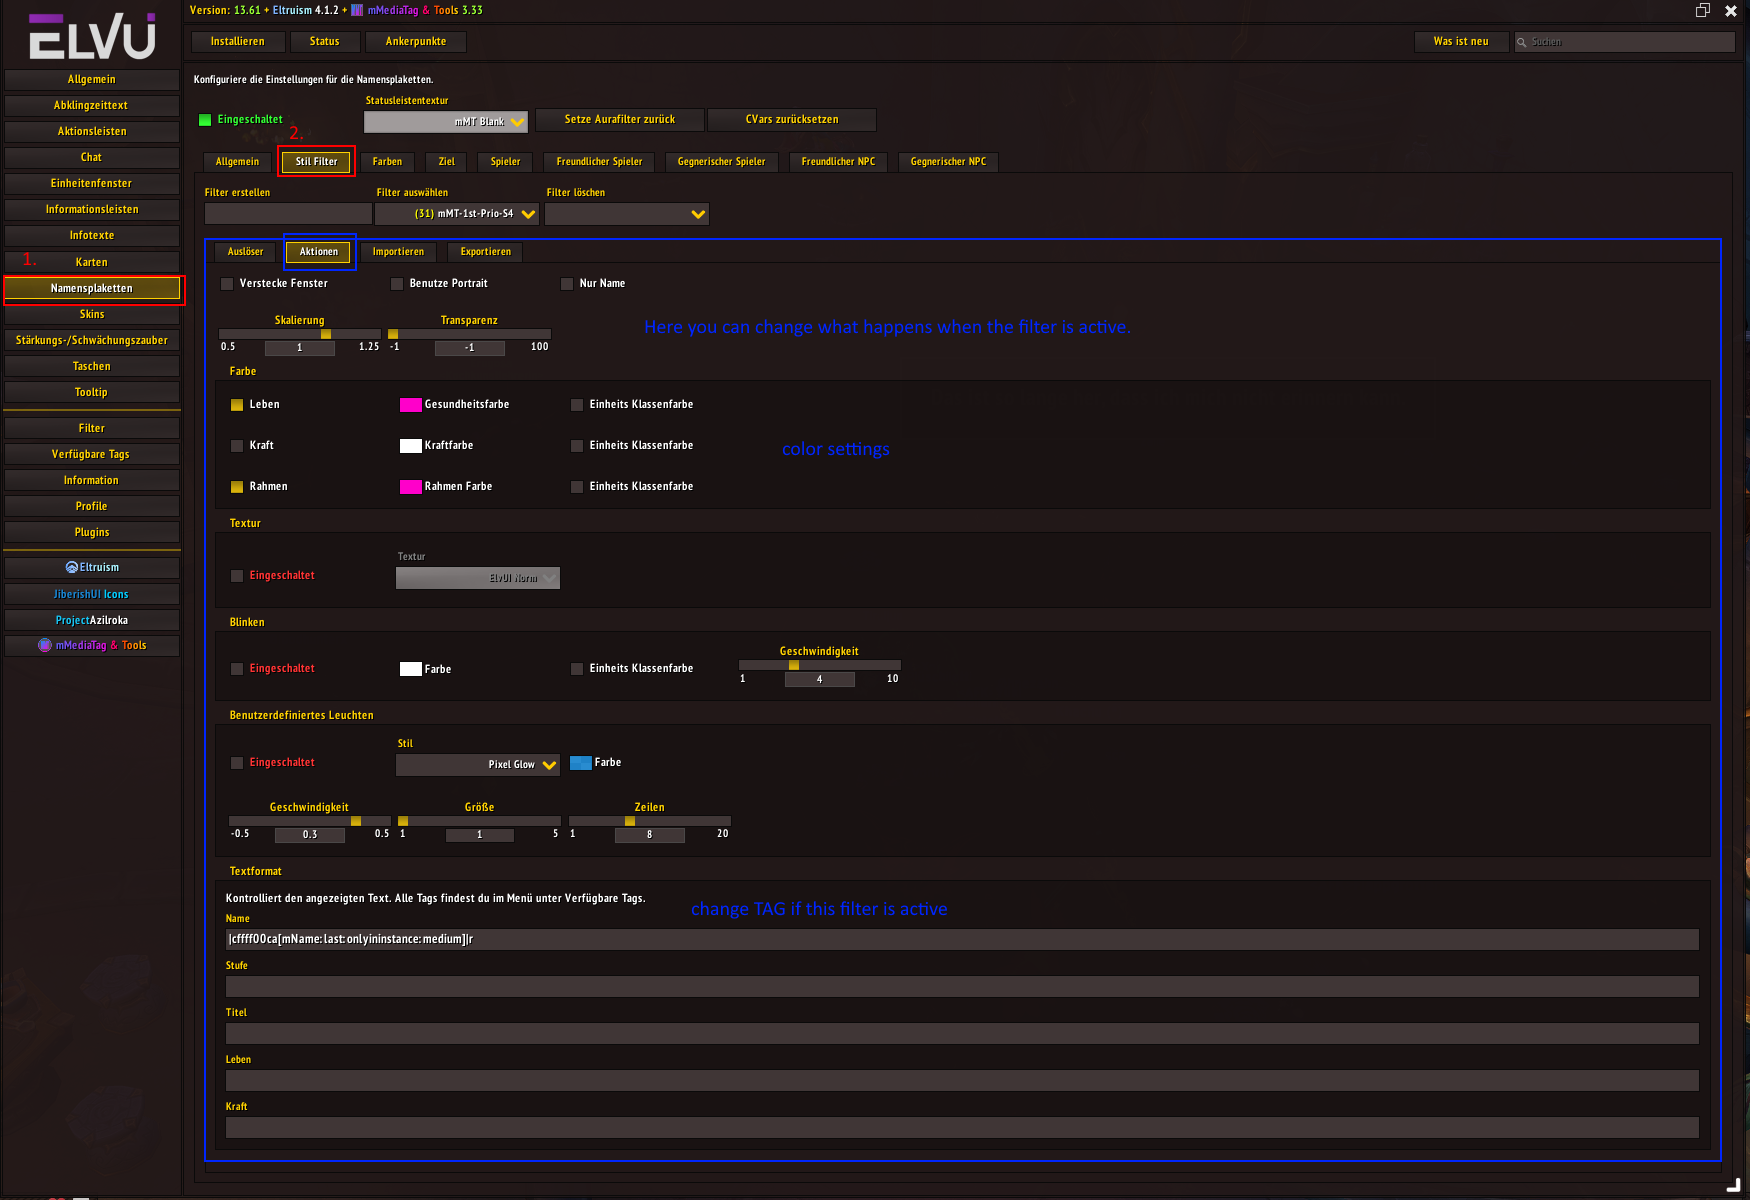 ELVUI
Version: 13.61 + Eltruism 4.1.2 + mMediaTag & Tools 3.33
Installieren Status Ankerpunkte Was ist neu Suchen
Allgemein
Abklingzeittext
Aktionsleisten
Chat
Einheitenfenster
Informationsleisten
Infotexte
1. Karten
Namensplaketten
Skins
Stärkungs-/Schwächungszauber
Taschen
Tooltip
Filter
Verfügbare Tags
Information
Profile
Plugins
Eltruism
JiberishUI Icons
ProjectAzilroka
mMediaTag & Tools
Konfiguriere die Einstellungen für die Namensplaketten.
Statusleistentextur
Eingeschaltet mMT Blank Setze Aurafilter zurück CVars zurücksetzen
2.
Allgemein Stil Filter Farben Ziel Spieler Freundlicher Spieler Gegnerischer Spieler Freundlicher NPC Gegnerischer NPC
Filter erstellen Filter auswählen Filter löschen
(31) mMT-1st-Prio-S4
Auslöser Aktionen Importieren Exportieren
Verstecke Fenster Benutze Portrait Nur Name
Skalierung Transparenz
Here you can change what happens when the filter is active.
0.5 1 1.25 -1 -1 100
Farbe
Leben Gesundheitsfarbe Einheits Klassenfarbe
Kraft Kraftfarbe Einheits Klassenfarbe
color settings
Rahmen Rahmen Farbe Einheits Klassenfarbe
Textur
Textur
Eingeschaltet ElvUI Norm
Blinken
Geschwindigkeit
Eingeschaltet Farbe Einheits Klassenfarbe
1 4 10
Benutzerdefiniertes Leuchten
Stil
Eingeschaltet Pixel Glow Farbe
Geschwindigkeit Größe Zeilen
-0.5 0.3 0.5 1 1 5 1 8 20
Textformat
Kontrolliert den angezeigten Text. Alle Tags findest du im Menü unter Verfügbare Tags.
change TAG if this filter is active
Name
|cffff00ca[mName:last:onlyininstance:medium]|r
Stufe
Titel
Leben
Kraft